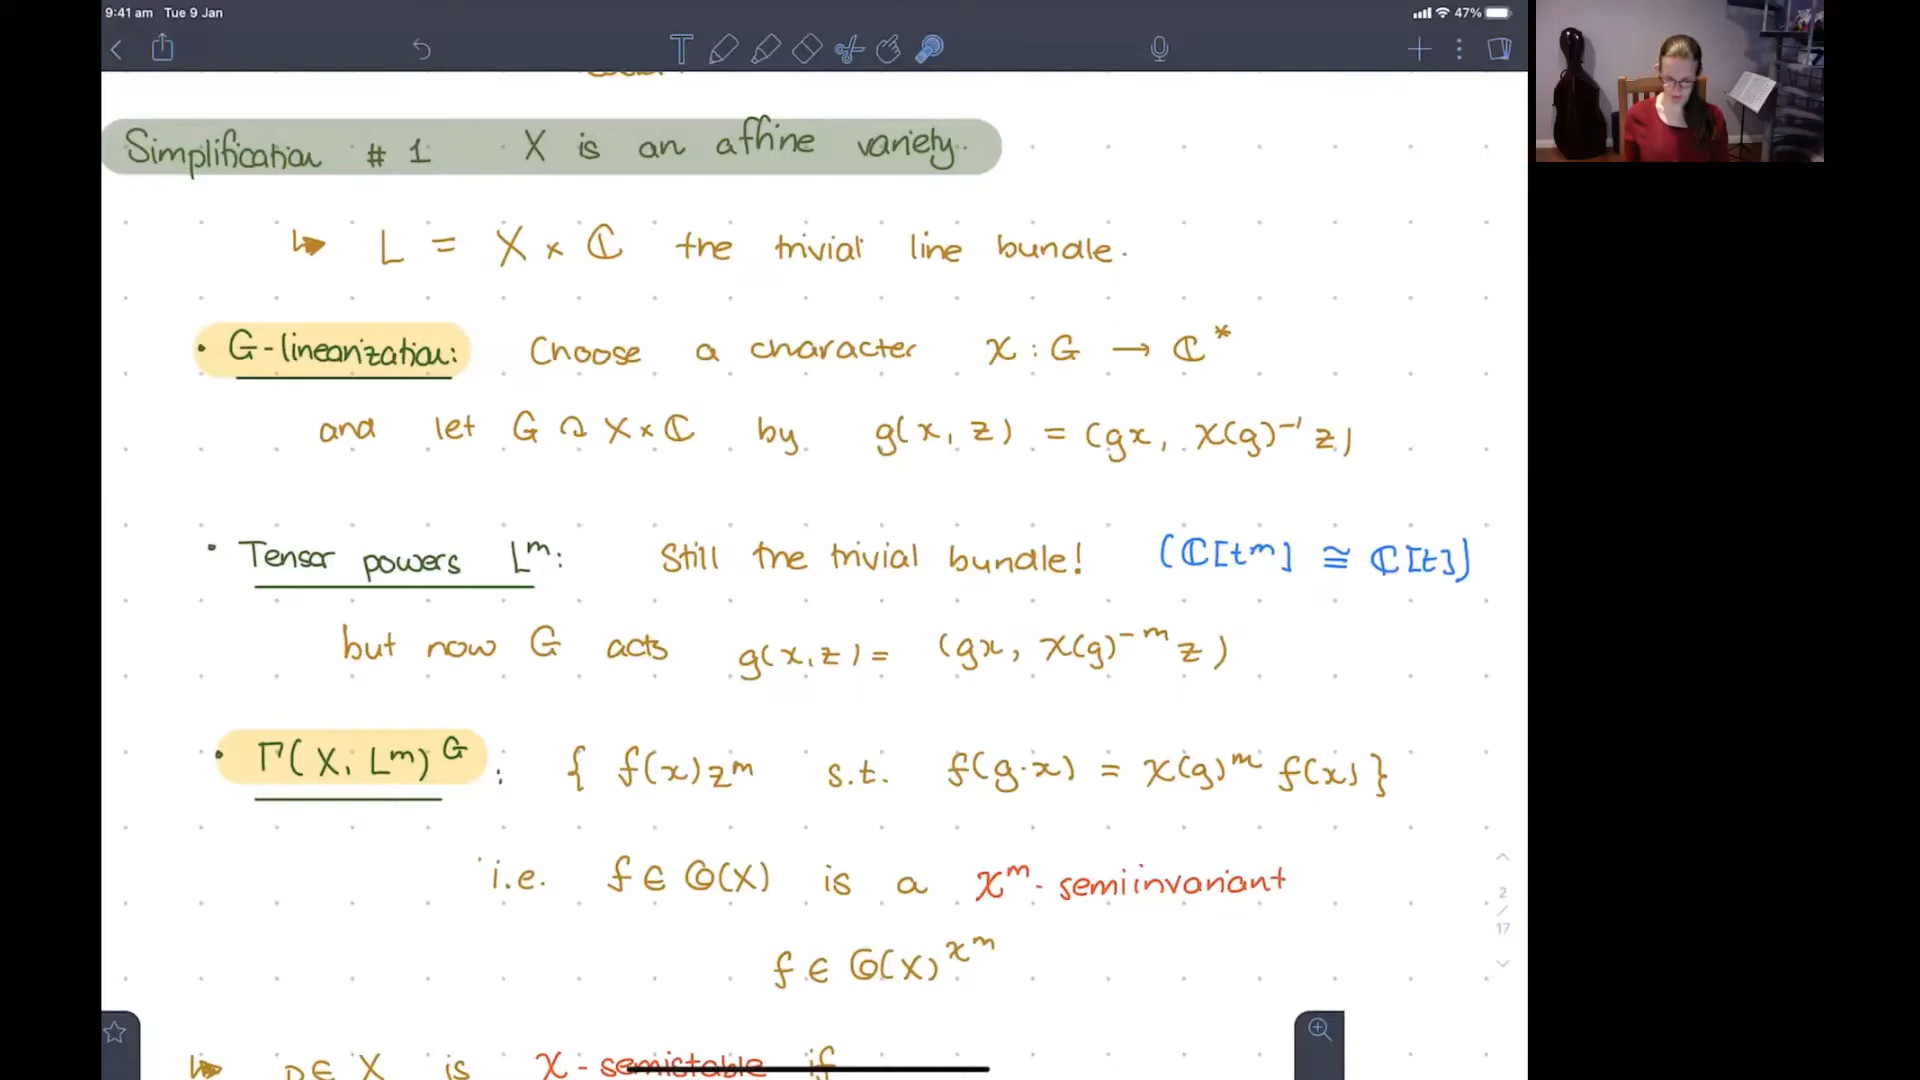 9:41 am Tue 9 Jan
47%
Simplification # 1 X is an affine variety.
↳ L = X × ℂ the trivial line bundle.
• G-linearization: Choose a character χ : G → ℂ*
and let G ↷ X × ℂ by g(x, z) = (gx, χ(g)⁻¹ z)
• Tensor powers Lᵐ: Still the trivial bundle! (ℂ[tᵐ] ≅ ℂ[t])
but now G acts g(x,z) = (gx, χ(g)⁻ᵐ z)
• Γ(X, Lᵐ)ᴳ : { f(x)zᵐ s.t. f(g·x) = χ(g)ᵐ f(x) }
i.e. f ∈ 𝒪(X) is a χᵐ-semiinvariant
f ∈ 𝒪(X)^χᵐ
2
/
17
↳ p ∈ X is χ-semistable if